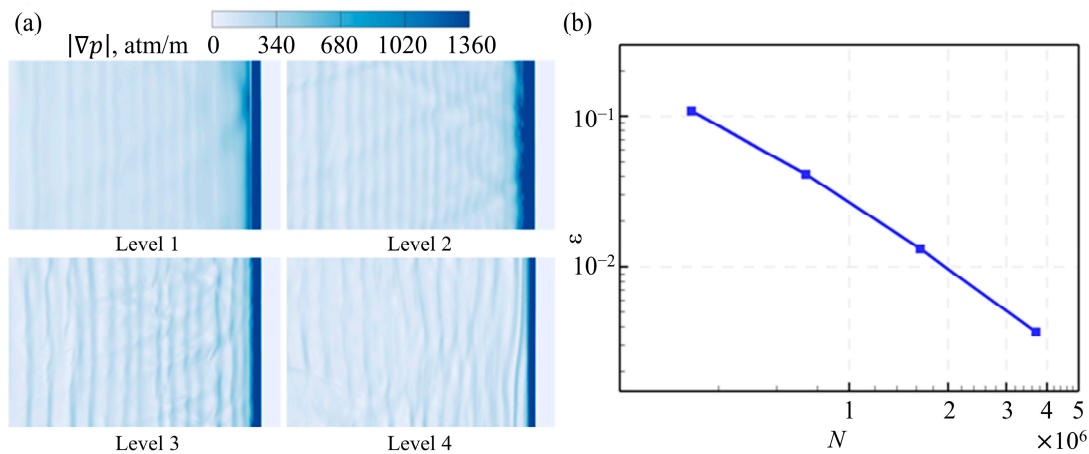 (a)
|∇p|, atm/m 0 340 680 1020 1360
Level 1
Level 2
Level 3
Level 4
(b)
10⁻¹
ε
10⁻²
1 2 3 4 5
N
×10⁶